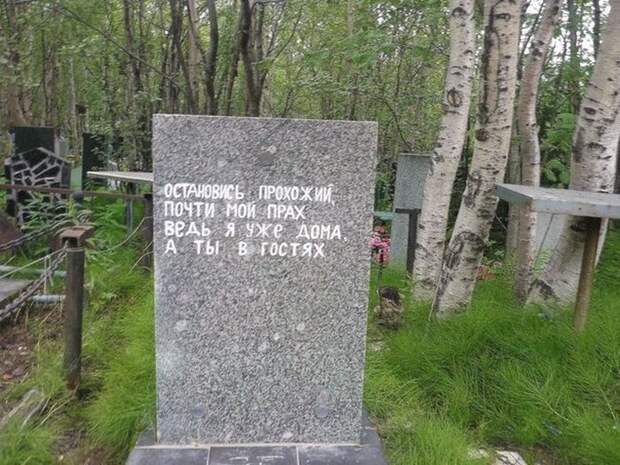 ОСТАНОВИСЬ ПРОХОЖИЙ,
ПОЧТИ МОЙ ПРАХ
ВЕДЬ Я УЖЕ ДОМА,
А ТЫ В ГОСТЯХ